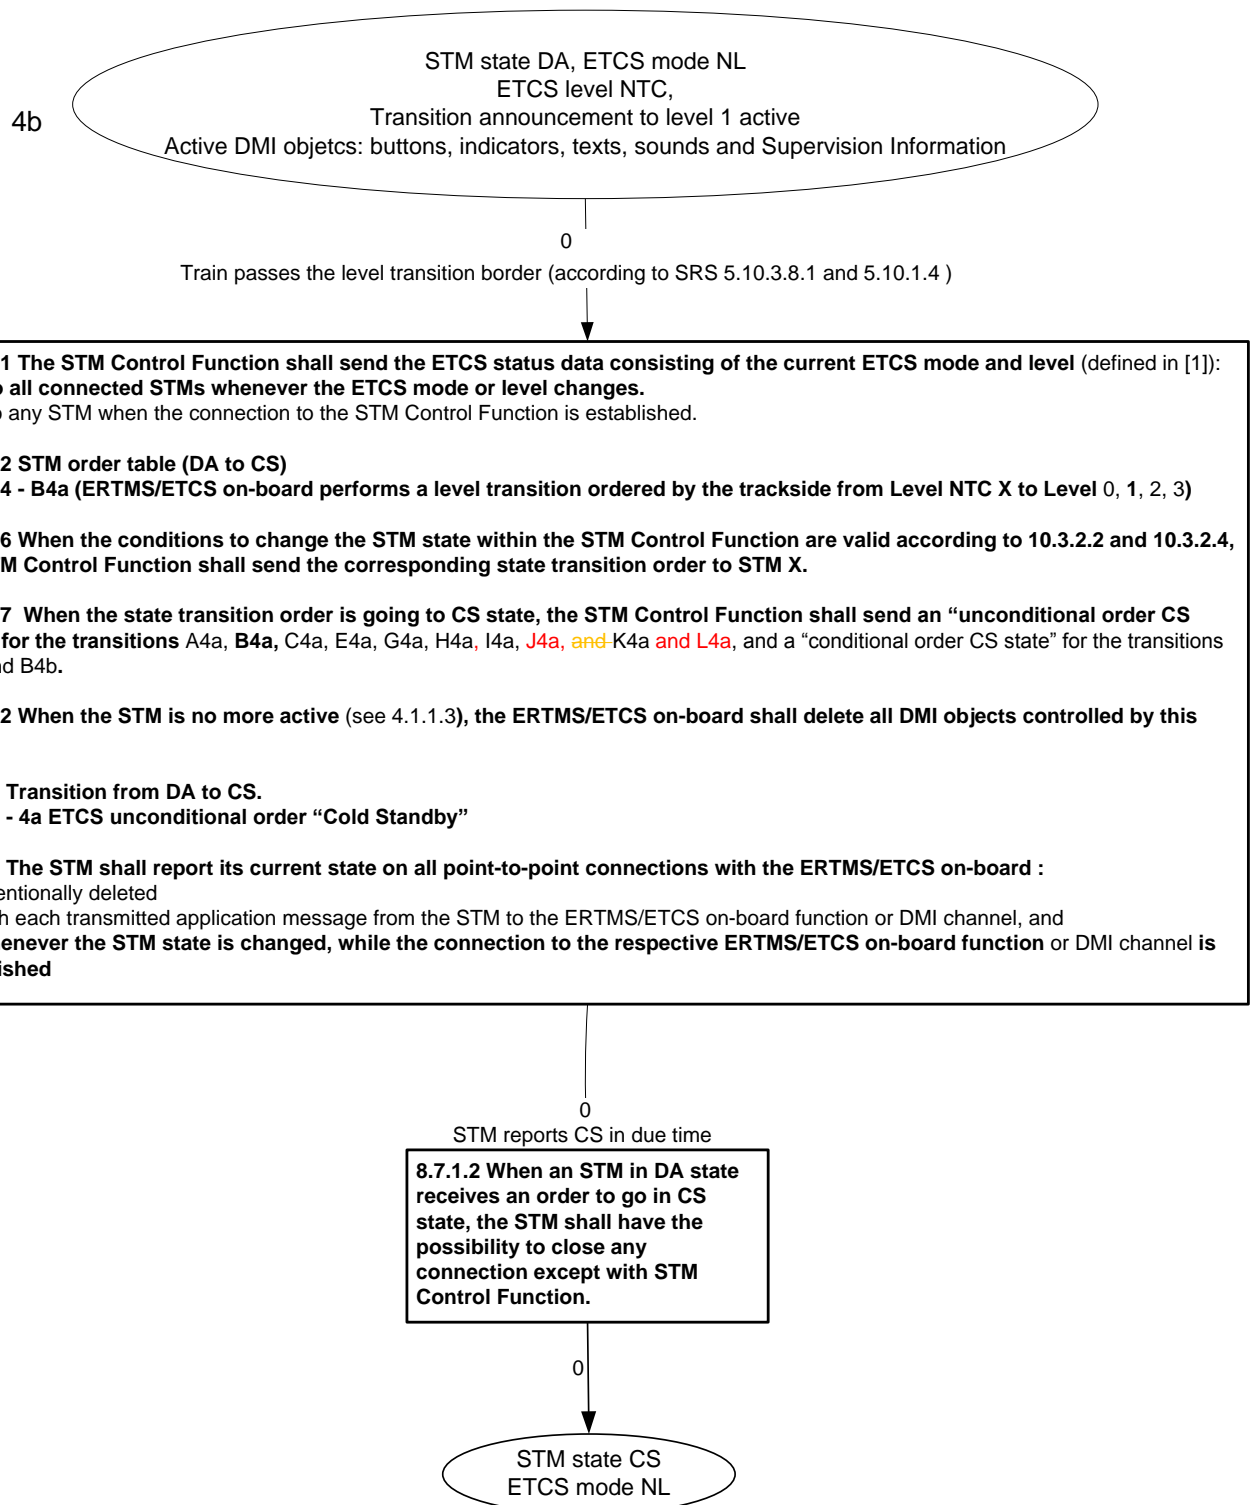 STM state DA, ETCS mode NL
ETCS level NTC,
4b
Transition announcement to level 1 active
Active DMI objetcs: buttons, indicators, texts, sounds and Supervision Information
0
Train passes the level transition border (according to SRS 5.10.3.8.1 and 5.10.1.4 )
1 The STM Control Function shall send the ETCS status data consisting of the current ETCS mode and level (defined in [1]):
o all connected STMs whenever the ETCS mode or level changes.
o any STM when the connection to the STM Control Function is established.
2 STM order table (DA to CS)
4 - B4a (ERTMS/ETCS on-board performs a level transition ordered by the trackside from Level NTC X to Level 0, 1, 2, 3)
6 When the conditions to change the STM state within the STM Control Function are valid according to 10.3.2.2 and 10.3.2.4,
M Control Function shall send the corresponding state transition order to STM X.
7 When the state transition order is going to CS state, the STM Control Function shall send an “unconditional order CS
for the transitions A4a, B4a, C4a, E4a, G4a, H4a, I4a, J4a, and K4a and L4a, and a “conditional order CS state” for the transitions
nd B4b.
2 When the STM is no more active (see 4.1.1.3), the ERTMS/ETCS on-board shall delete all DMI objects controlled by this
Transition from DA to CS.
- 4a ETCS unconditional order “Cold Standby”
The STM shall report its current state on all point-to-point connections with the ERTMS/ETCS on-board :
entionally deleted
h each transmitted application message from the STM to the ERTMS/ETCS on-board function or DMI channel, and
enever the STM state is changed, while the connection to the respective ERTMS/ETCS on-board function or DMI channel is
ished
0
STM reports CS in due time
8.7.1.2 When an STM in DA state
receives an order to go in CS
state, the STM shall have the
possibility to close any
connection except with STM
Control Function.
0
STM state CS
ETCS mode NL